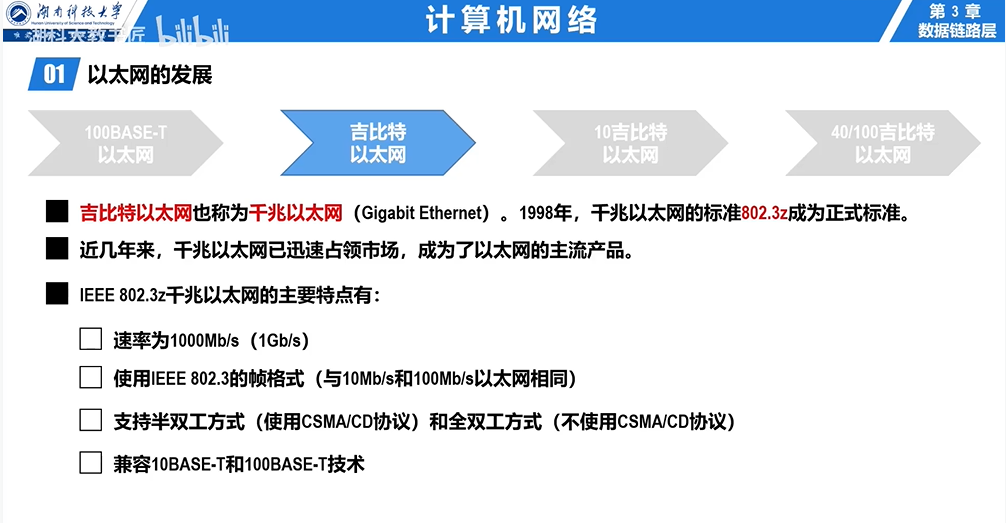 湖南科技大学
Hunan University of Science and Technology
湖科大教书匠 bilibili
计算机网络
第 3 章
数据链路层
01 以太网的发展
100BASE-T
以太网
吉比特
以太网
10吉比特
以太网
40/100吉比特
以太网
吉比特以太网也称为千兆以太网（Gigabit Ethernet）。1998年，千兆以太网的标准802.3z成为正式标准。
近几年来，千兆以太网已迅速占领市场，成为了以太网的主流产品。
IEEE 802.3z千兆以太网的主要特点有：
速率为1000Mb/s（1Gb/s）
使用IEEE 802.3的帧格式（与10Mb/s和100Mb/s以太网相同）
支持半双工方式（使用CSMA/CD协议）和全双工方式（不使用CSMA/CD协议）
兼容10BASE-T和100BASE-T技术